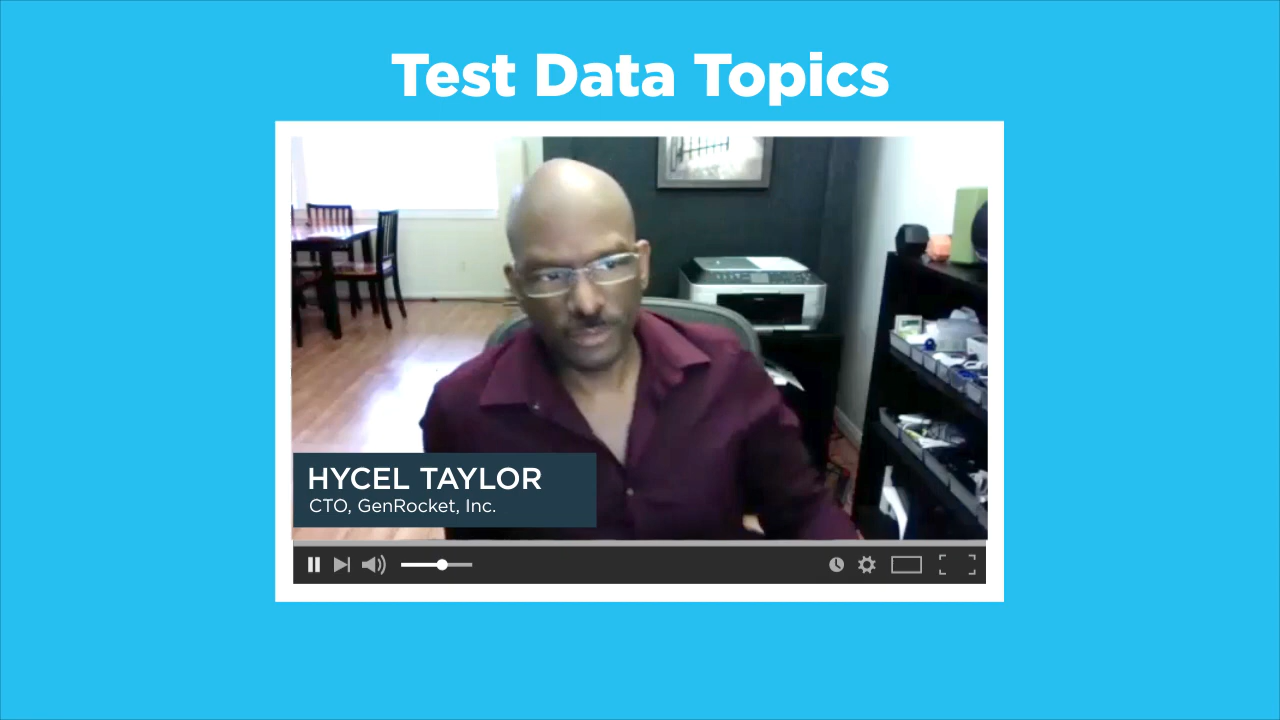 Test Data Topics
HYCEL TAYLOR
CTO, GenRocket, Inc.